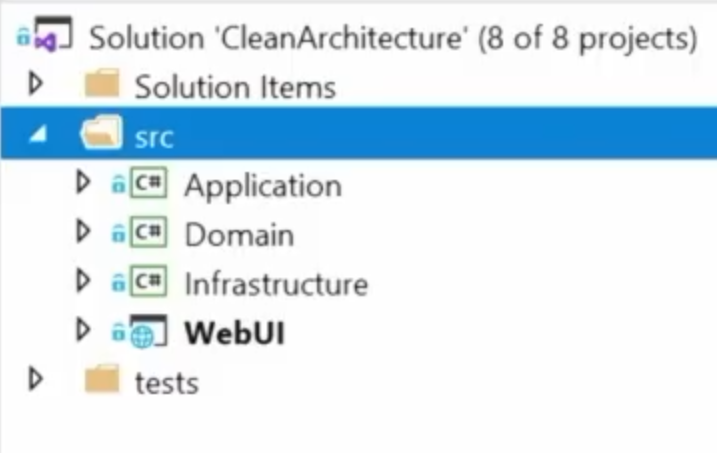 Solution 'CleanArchitecture' (8 of 8 projects)
Solution Items
src
C# Application
C# Domain
C# Infrastructure
WebUI
tests